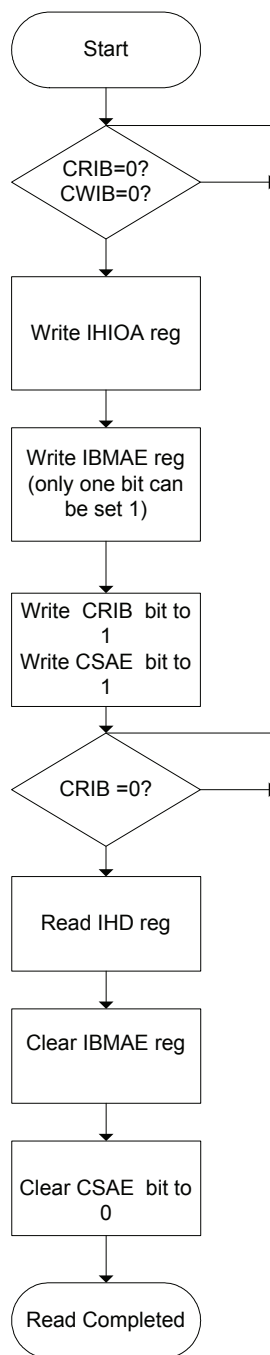 Start
CRIB=0?
CWIB=0?
Write IHIOA reg
Write IBMAE reg
(only one bit can
be set 1)
Write CRIB bit to
1
Write CSAE bit to
1
CRIB =0?
Read IHD reg
Clear IBMAE reg
Clear CSAE bit to
0
Read Completed